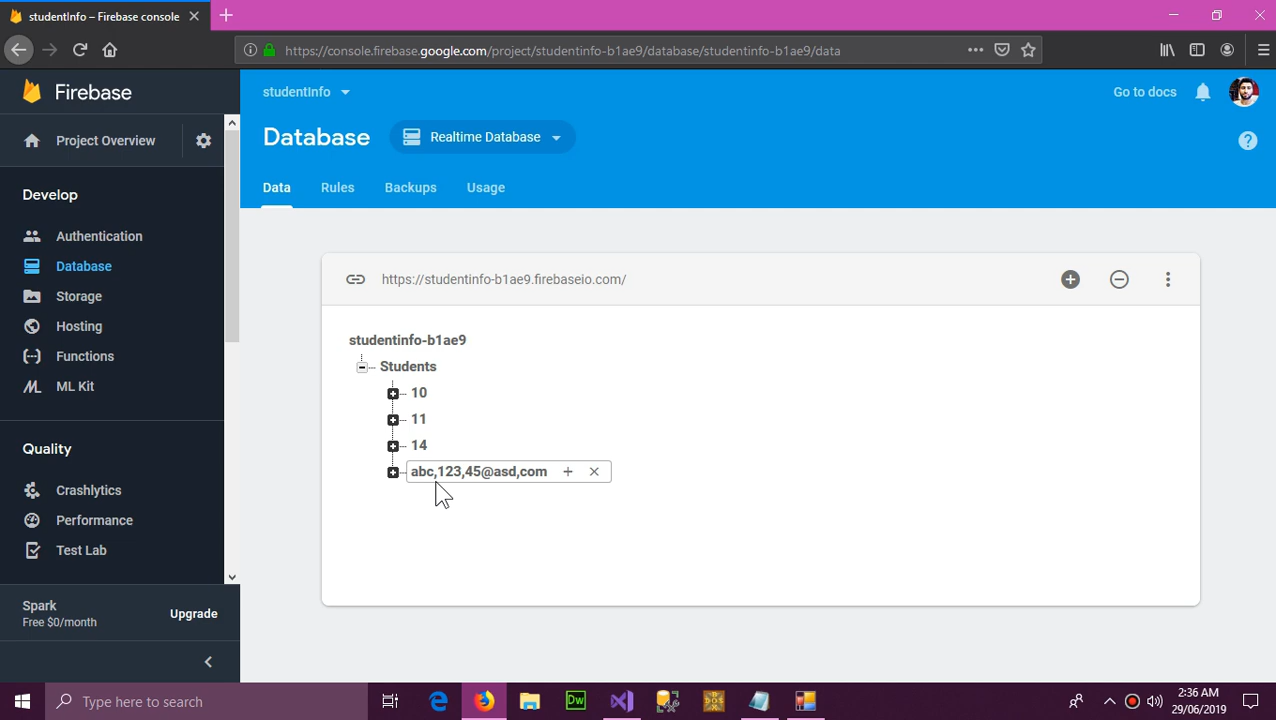 studentInfo – Firebase console
https://console.firebase.google.com/project/studentinfo-b1ae9/database/studentinfo-b1ae9/data
Firebase
studentInfo
Go to docs
Project Overview
Database
Realtime Database
Data
Rules
Backups
Usage
Develop
Authentication
Database
Storage
Hosting
Functions
ML Kit
https://studentinfo-b1ae9.firebaseio.com/
studentinfo-b1ae9
Students
10
11
14
abc,123,45@asd,com
Quality
Crashlytics
Performance
Test Lab
Spark
Free $0/month
Upgrade
Type here to search
Dw
2:36 AM
29/06/2019